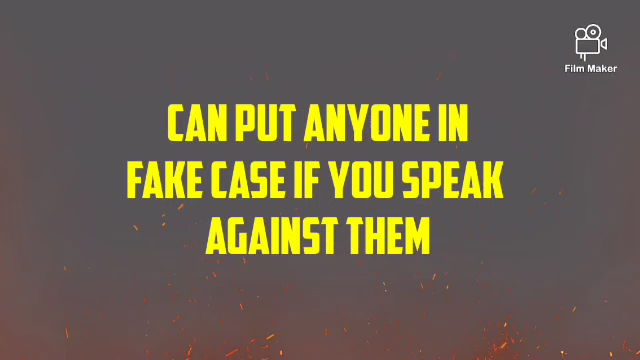 Film Maker
CAN PUT ANYONE IN
FAKE CASE IF YOU SPEAK
AGAINST THEM